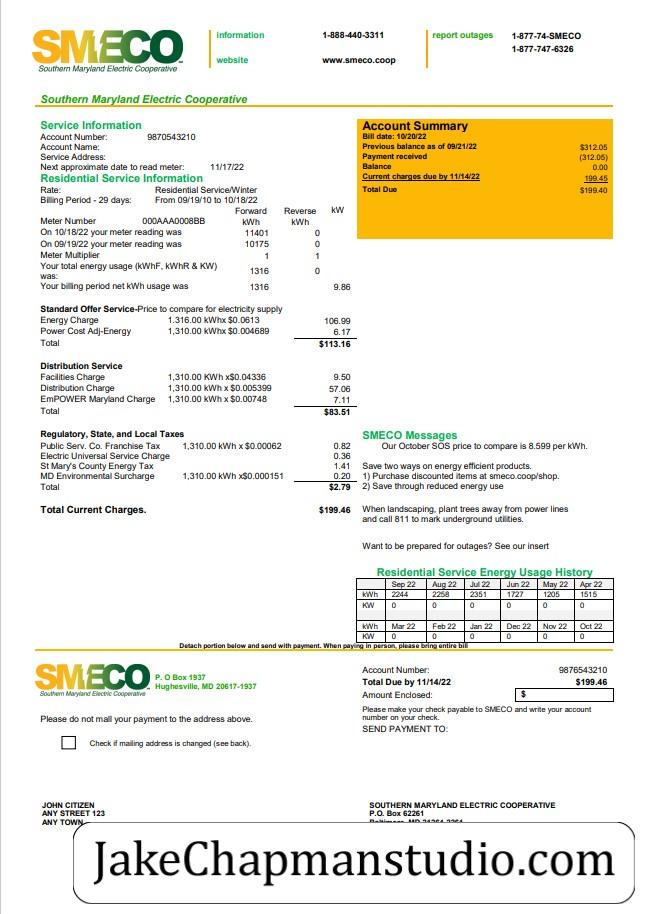 SMECO
Southern Maryland Electric Cooperative
information 1-888-440-3311
website www.smeco.coop
report outages 1-877-74-SMECO
1-877-747-6326
Southern Maryland Electric Cooperative
Service Information
Account Number: 9870543210
Account Name:
Service Address:
Next approximate date to read meter: 11/17/22
Residential Service Information
Rate: Residential Service/Winter
Billing Period - 29 days: From 09/19/10 to 10/18/22
Forward Reverse kW
Meter Number 000AAA0008BB kWh kWh
On 10/18/22 your meter reading was 11401 0
On 09/19/22 your meter reading was 10175 0
Meter Multiplier 1 1
Your total energy usage (kWhF, kWhR & KW) was: 1316 0
Your billing period net kWh usage was 1316 9.86
Account Summary
Bill date: 10/20/22
Previous balance as of 09/21/22 $312.05
Payment received (312.05)
Balance 0.00
Current charges due by 11/14/22 199.45
Total Due $199.40
Standard Offer Service-Price to compare for electricity supply
Energy Charge 1.316.00 kWhx $0.0613 106.99
Power Cost Adj-Energy 1,310.00 kWhx $0.004689 6.17
Total $113.16
Distribution Service
Facilities Charge 1,310.00 KWh x$0.04336 9.50
Distribution Charge 1,310.00 kWh x$0.005399 57.06
EmPOWER Maryland Charge 1,310.00 kWh x $0.00748 7.11
Total $83.51
Regulatory, State, and Local Taxes
Public Serv. Co. Franchise Tax 1,310.00 kWh x $0.00062 0.82
Electric Universal Service Charge 0.36
St Mary's County Energy Tax 1.41
MD Environmental Surcharge 1,310.00 kWh x$0.000151 0.20
Total $2.79
Total Current Charges. $199.46
SMECO Messages
Our October SOS price to compare is 8.599 per kWh.
Save two ways on energy efficient products.
1) Purchase discounted items at smeco.coop/shop.
2) Save through reduced energy use
When landscaping, plant trees away from power lines
and call 811 to mark underground utilities.
Want to be prepared for outages? See our insert
Residential Service Energy Usage History
Sep 22 Aug 22 Jul 22 Jun 22 May 22 Apr 22
kWh 2244 2258 2351 1727 1205 1515
KW 0 0 0 0 0 0
kWh Mar 22 Feb 22 Jan 22 Dec 22 Nov 22 Oct 22
KW 0 0 0 0 0 0
Detach portion below and send with payment. When paying in person, please bring entire bill
SMECO
Southern Maryland Electric Cooperative
P. O Box 1937
Hughesville, MD 20617-1937
Account Number: 9876543210
Total Due by 11/14/22 $199.46
Amount Enclosed: $
Please make your check payable to SMECO and write your account
number on your check.
SEND PAYMENT TO:
Please do not mall your payment to the address above.
Check if mailing address is changed (see back).
JOHN CITIZEN
ANY STREET 123
ANY TOWN
SOUTHERN MARYLAND ELECTRIC COOPERATIVE
P.O. Box 62261
JakeChapmanstudio.com